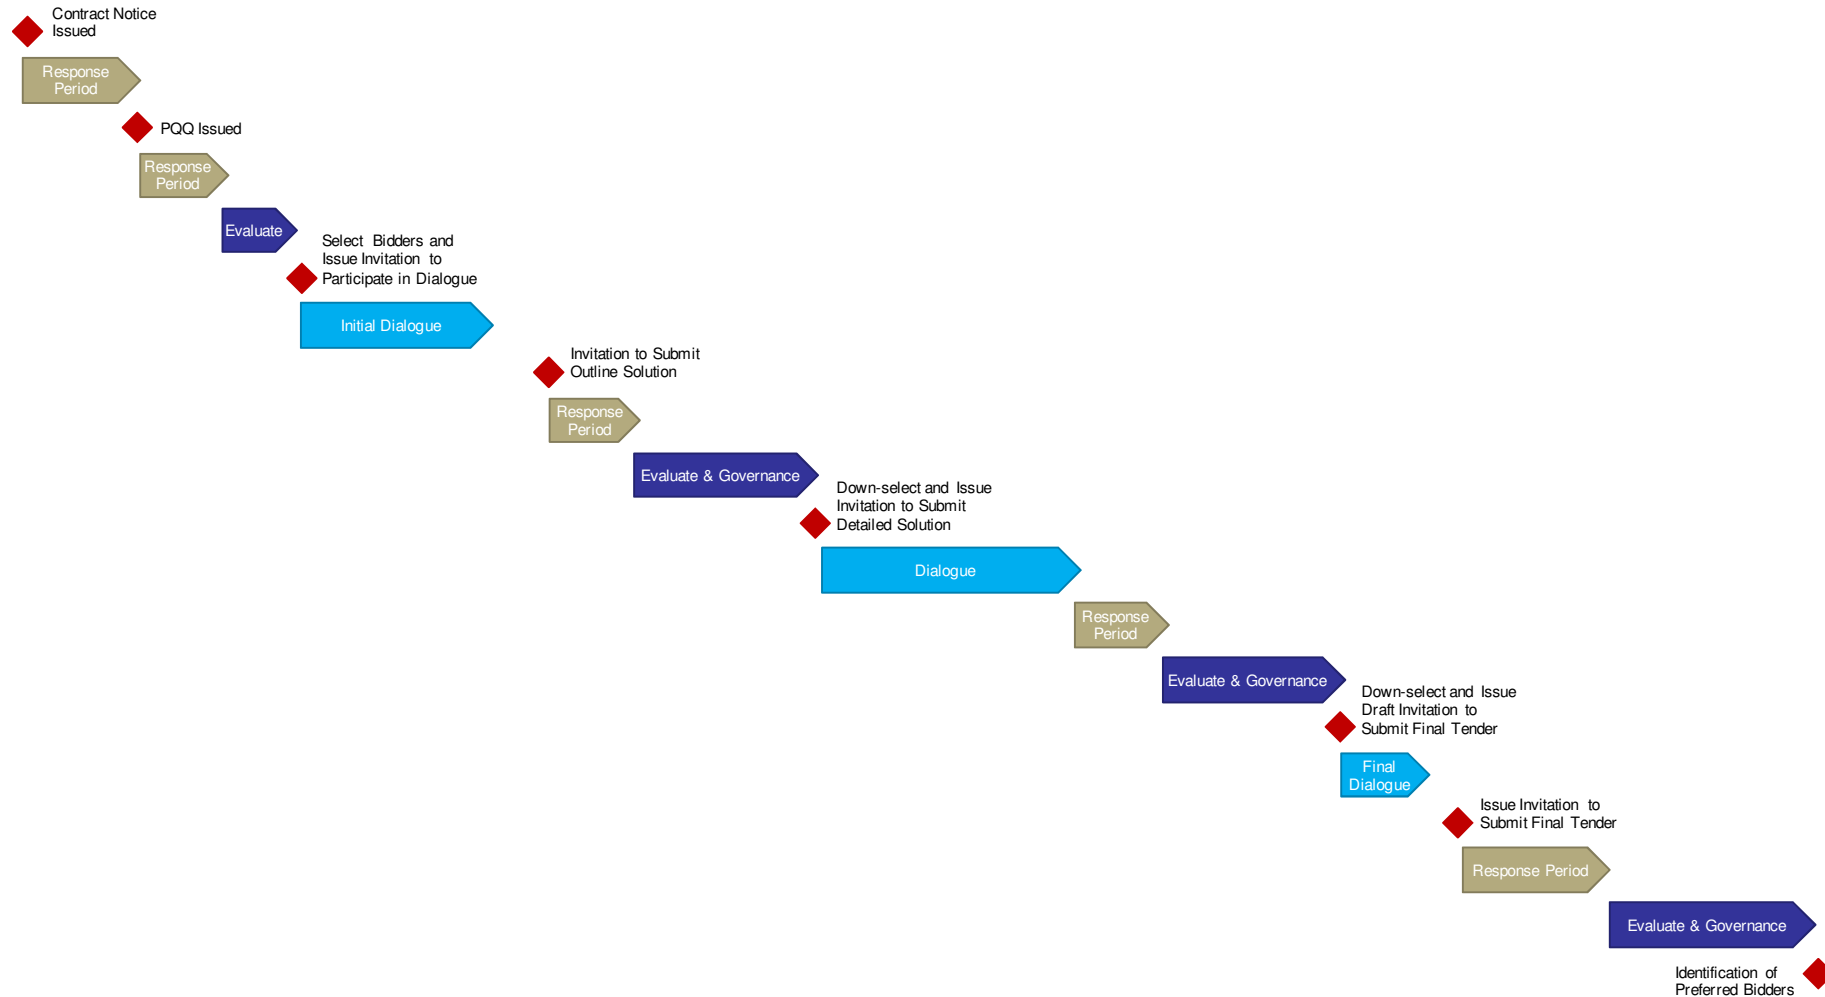 Contract Notice
Issued
Response
Period
PQQ Issued
Response
Period
Evaluate
Select Bidders and
Issue Invitation to
Participate in Dialogue
Initial Dialogue
Invitation to Submit
Outline Solution
Response
Period
Evaluate & Governance
Down-select and Issue
Invitation to Submit
Detailed Solution
Dialogue
Response
Period
Evaluate & Governance
Down-select and Issue
Draft Invitation to
Submit Final Tender
Final
Dialogue
Issue Invitation to
Submit Final Tender
Response Period
Evaluate & Governance
Identification of
Preferred Bidders